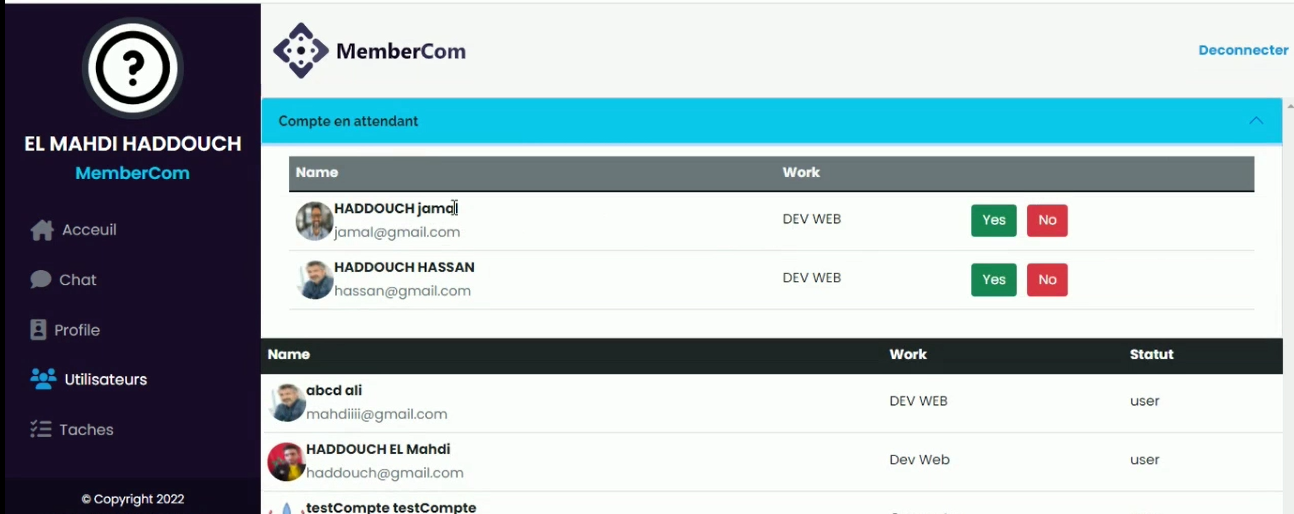 ?
EL MAHDI HADDOUCH
MemberCom
Acceuil
Chat
Profile
Utilisateurs
Taches
© Copyright 2022
MemberCom
Deconnecter
Compte en attendant
Name Work
HADDOUCH jamal
jamal@gmail.com
DEV WEB Yes No
HADDOUCH HASSAN
hassan@gmail.com
DEV WEB Yes No
Name Work Statut
abcd ali
mahdiiii@gmail.com
DEV WEB user
HADDOUCH EL Mahdi
haddouch@gmail.com
Dev Web user
testCompte testCompte